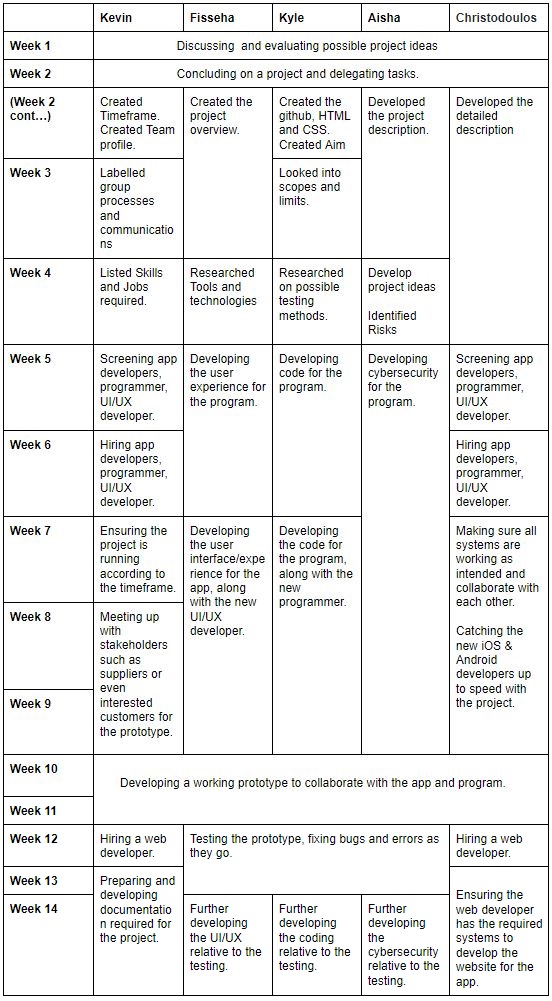 Kevin
Fisseha
Kyle
Aisha
Christodoulos
Week 1
Discussing and evaluating possible project ideas
Week 2
Concluding on a project and delegating tasks.
(Week 2
cont...)
Created
Timeframe.
Created Team
profile.
Created the
project
overview.
Created the
github, HTML
and CSS.
Created Aim
Developed
the project
description.
Developed the
detailed
description
Week 3
Labelled
group
processes
and
communicatio
ns
Looked into
scopes and
limits.
Week 4
Listed Skills
and Jobs
required.
Researched
Tools and
technologies
Researched
on possible
testing
methods.
Develop
project ideas
Identified
Risks
Week 5
Screening app
developers,
programmer,
UI/UX
developer.
Developing
the user
experience for
the program.
Developing
code for the
program.
Developing
cybersecurity
for the
program.
Screening app
developers,
programmer,
UI/UX
developer.
Week 6
Hiring app
developers,
programmer,
UI/UX
developer.
Hiring app
developers,
programmer,
UI/UX
developer.
Week 7
Ensuring the
project is
running
according to
the timeframe.
Developing
the user
interface/expe
rience for the
app, along
with the new
UI/UX
developer.
Developing
the code for
the program,
along with the
new
programmer.
Making sure all
systems are
working as
intended and
collaborate with
each other.
Catching the
new iOS &
Android
developers up
to speed with
the project.
Week 8
Meeting up
with
stakeholders
such as
suppliers or
even
interested
customers for
the prototype.
Week 9
Week 10
Developing a working prototype to collaborate with the app and program.
Week 11
Week 12
Hiring a web
developer.
Testing the prototype, fixing bugs and errors as
they go.
Hiring a web
developer.
Week 13
Preparing and
developing
documentatio
n required for
the project.
Ensuring the
web developer
has the required
systems to
develop the
website for the
app.
Week 14
Further
developing
the UI/UX
relative to the
testing.
Further
developing
the coding
relative to the
testing.
Further
developing
the
cybersecurity
relative to the
testing.